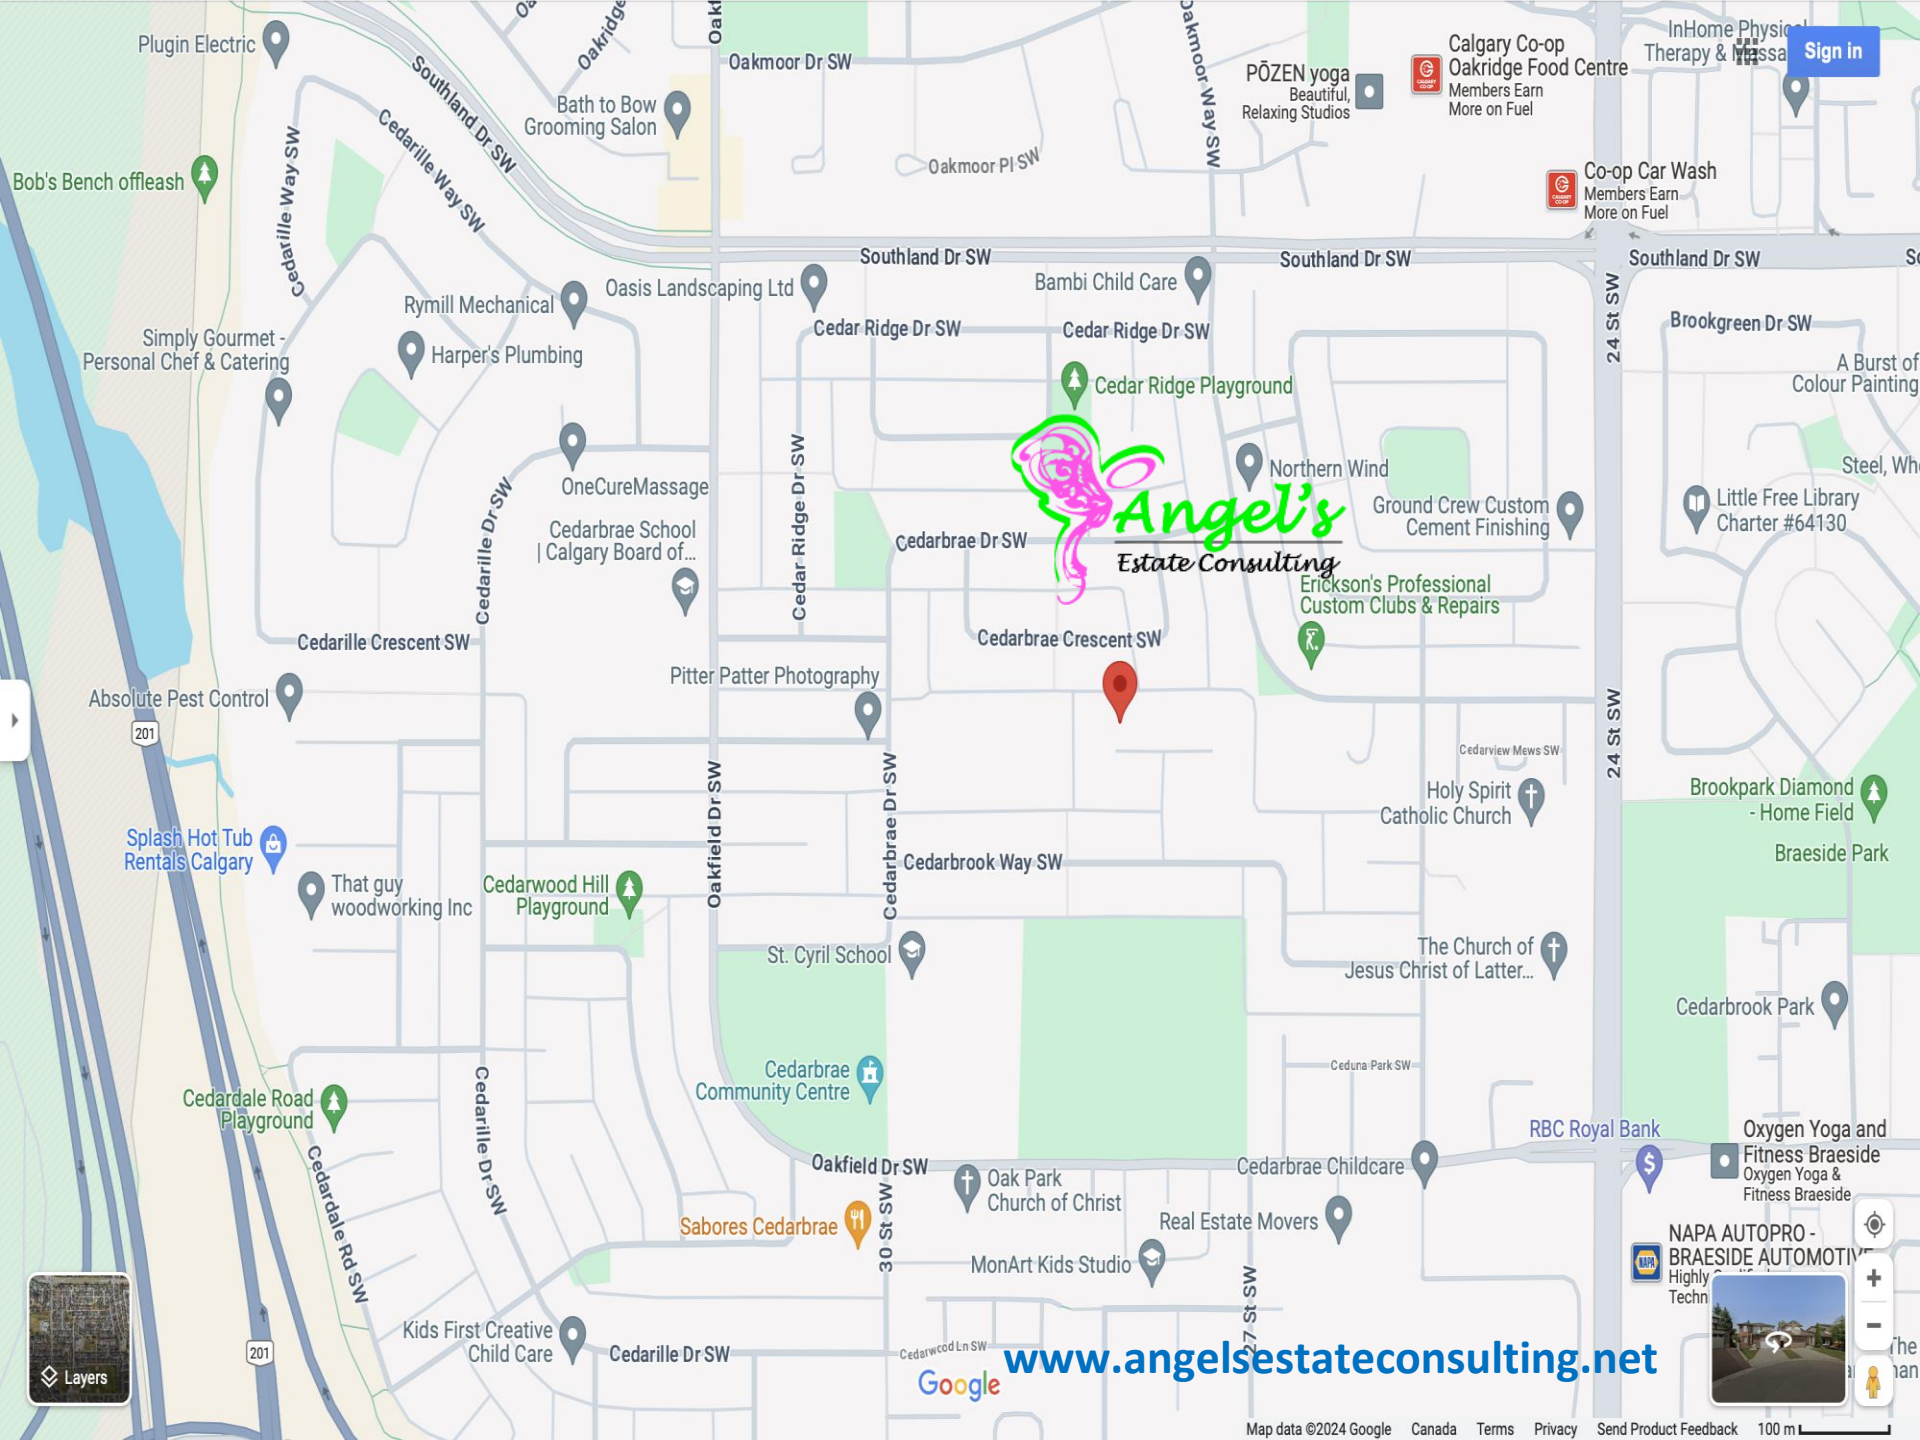 Plugin Electric
Southland Dr SW
Oakridge
Oakmoor Dr SW
Oakmoor Way SW
PŌZEN yoga
Beautiful,
Relaxing Studios
Calgary Co-op
Oakridge Food Centre
Members Earn
More on Fuel
InHome Physic
Sign in
Bath to Bow
Grooming Salon
Cedarille Way SW
Cedarille Way SW
Bob's Bench offleash
Oakmoor Pl SW
Co-op Car Wash
Members Earn
More on Fuel
Southland Dr SW
Southland Dr SW
Southland Dr SW
Rymill Mechanical
Oasis Landscaping Ltd
Bambi Child Care
24 St SW
Simply Gourmet -
Personal Chef & Catering
Harper's Plumbing
Cedar Ridge Dr SW
Cedar Ridge Dr SW
Brookgreen Dr SW
Cedar Ridge Playground
A Burst of
Colour Painting
OneCureMassage
Cedar Ridge Dr SW
Cedarille Dr SW
Northern Wind
Steel, Wh
Angel's
Estate Consulting
Ground Crew Custom
Cement Finishing
Little Free Library
Charter #64130
Cedarbrae School
| Calgary Board of...
Cedarbrae Dr SW
Erickson's Professional
Custom Clubs & Repairs
Cedarille Crescent SW
Cedarbrae Crescent SW
Pitter Patter Photography
Absolute Pest Control
201
24 St SW
Cedarview Mews SW
Oakfield Dr SW
Cedarbrae Dr SW
Holy Spirit
Catholic Church
Brookpark Diamond
- Home Field
Braeside Park
Splash Hot Tub
Rentals Calgary
That guy
woodworking Inc
Cedarwood Hill
Playground
Cedarbrook Way SW
St. Cyril School
The Church of
Jesus Christ of Latter...
Cedarbrook Park
Cedarbrae
Community Centre
Ceduna Park SW
Cedardale Road
Playground
Cedarille Dr SW
RBC Royal Bank
Oxygen Yoga and
Fitness Braeside
Oxygen Yoga &
Fitness Braeside
Oakfield Dr SW
Oak Park
Church of Christ
Cedarbrae Childcare
Cedardale Rd SW
Sabores Cedarbrae
30 St SW
Real Estate Movers
MonArt Kids Studio
27 St SW
NAPA AUTOPRO -
BRAESIDE AUTOMOTIVE
Highly
Techn
201
Kids First Creative
Child Care
Cedarille Dr SW
Cedarwood Ln SW
www.angelsestateconsulting.net
Google
Layers
Map data ©2024 Google Canada Terms Privacy Send Product Feedback 100 m